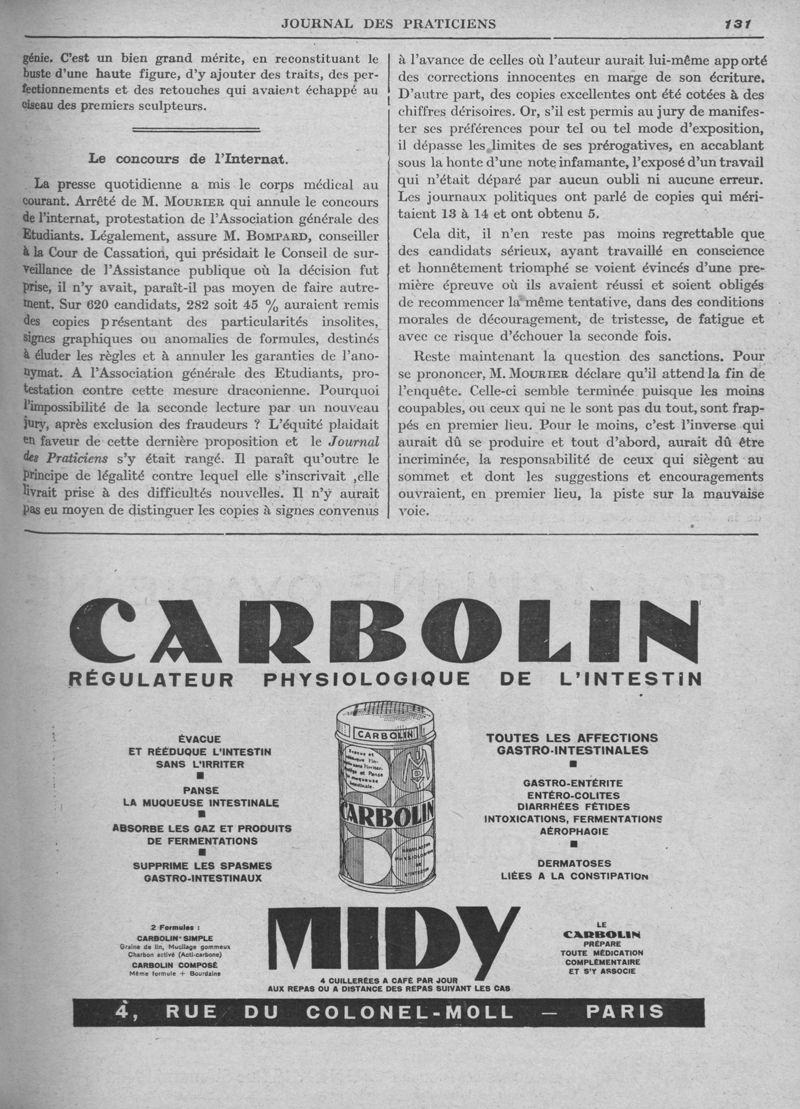 JOURNAL DES PRATICIENS
131
génie. C'est un bien grand mérite, en reconstituant le
buste d'une haute figure, d'y ajouter des traits, des per-
fectionnements et des retouches qui avaient échappé au
ciseau des premiers sculpteurs.
Le concours de l'Internat.
La presse quotidienne a mis le corps médical au
courant. Arrêté de M. MOURIER qui annule le concours
de l'internat, protestation de l'Association générale des
Etudiants. Légalement, assure M. BOMPARD, conseiller
à la Cour de Cassation, qui présidait le Conseil de sur-
veillance de l'Assistance publique où la décision fut
prise, il n'y avait, paraît-il pas moyen de faire autre-
ment. Sur 620 candidats, 282 soit 45 % auraient remis
des copies présentant des particularités insolites,
signes graphiques ou anomalies de formules, destinés
à éluder les règles et à annuler les garanties de l'ano-
nymat. A l'Association générale des Etudiants, pro-
testation contre cette mesure draconienne. Pourquoi
l'impossibilité de la seconde lecture par un nouveau
jury, après exclusion des fraudeurs ? L'équité plaidait
en faveur de cette dernière proposition et le Journal
des Praticiens s'y était rangé. Il paraît qu'outre le
principe de légalité contre lequel elle s'inscrivait ,elle
livrait prise à des difficultés nouvelles. Il n'y aurait
pas eu moyen de distinguer les copies à signes convenus
à l'avance de celles où l'auteur aurait lui-même app orté
des corrections innocentes en marge de son écriture.
D'autre part, des copies excellentes ont été cotées à des
chiffres dérisoires. Or, s'il est permis au jury de manifes-
ter ses préférences pour tel ou tel mode d'exposition,
il dépasse les limites de ses prérogatives, en accablant
sous la honte d'une note infamante, l'exposé d'un travail
qui n'était déparé par aucun oubli ni aucune erreur.
Les journaux politiques ont parlé de copies qui méri-
taient 13 à 14 et ont obtenu 5.
Cela dit, il n'en reste pas moins regrettable que
des candidats sérieux, ayant travaillé en conscience
et honnêtement triomphé se voient évincés d'une pre-
mière épreuve où ils avaient réussi et soient obligés
de recommencer la même tentative, dans des conditions
morales de découragement, de tristesse, de fatigue et
avec ce risque d'échouer la seconde fois.
Reste maintenant la question des sanctions. Pour
se prononcer, M. MOURIER déclare qu'il attend la fin de
l'enquête. Celle-ci semble terminée puisque les moins
coupables, ou ceux qui ne le sont pas du tout, sont frap-
pés en premier lieu. Pour le moins, c'est l'inverse qui
aurait dû se produire et tout d'abord, aurait dû être
incriminée, la responsabilité de ceux qui siègent au
sommet et dont les suggestions et encouragements
ouvraient, en premier lieu, la piste sur la mauvaise
voie.
CARBOLIN
RÉGULATEUR PHYSIOLOGIQUE DE L'INTESTIN
ÉVACUE
ET RÉÉDUQUE L'INTESTIN
SANS L'IRRITER
PANSE
LA MUQUEUSE INTESTINALE
ABSORBE LES GAZ ET PRODUITS
DE FERMENTATIONS
SUPPRIME LES SPASMES
GASTRO-INTESTINAUX
CARBOLIN
MIDY
CARBOLIN
TOUTES LES AFFECTIONS
GASTRO-INTESTINALES
GASTRO-ENTÉRITE
ENTÉRO-COLITES
DIARRHÉES FÉTIDES
INTOXICATIONS, FERMENTATIONS
AÉROPHAGIE
DERMATOSES
LIÉES A LA CONSTIPATION
2 Formules :
CARBOLIN SIMPLE
Graine de lin, Mucilage gommeux
Charbon activé (Acti-carbone)
CARBOLIN COMPOSÉ
Même formule + Bourdaine
MIDY
4 CUILLERÉES A CAFÉ PAR JOUR
AUX REPAS OU A DISTANCE DES REPAS SUIVANT LES CAS
LE
CARBOLIN
PRÉPARE
TOUTE MÉDICATION
COMPLÉMENTAIRE
ET S'Y ASSOCIE
4, RUE DU COLONEL-MOLL — PARIS